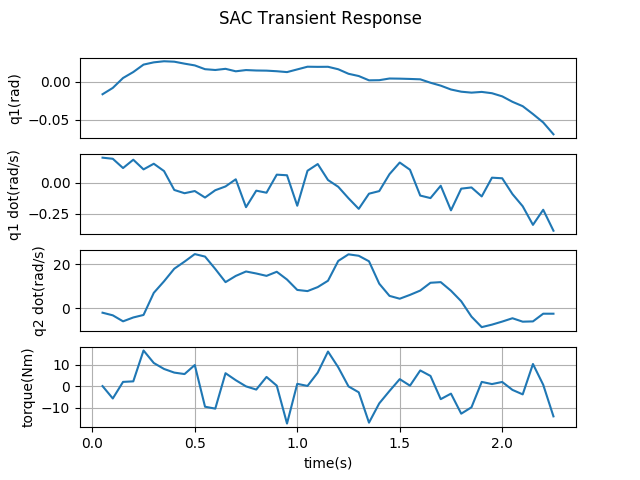 SAC Transient Response
q1(rad)
0.00
−0.05
q1 dot(rad/s)
0.00
−0.25
q2 dot(rad/s)
20
0
torque(Nm)
10
0
−10
0.0 0.5 1.0 1.5 2.0
time(s)